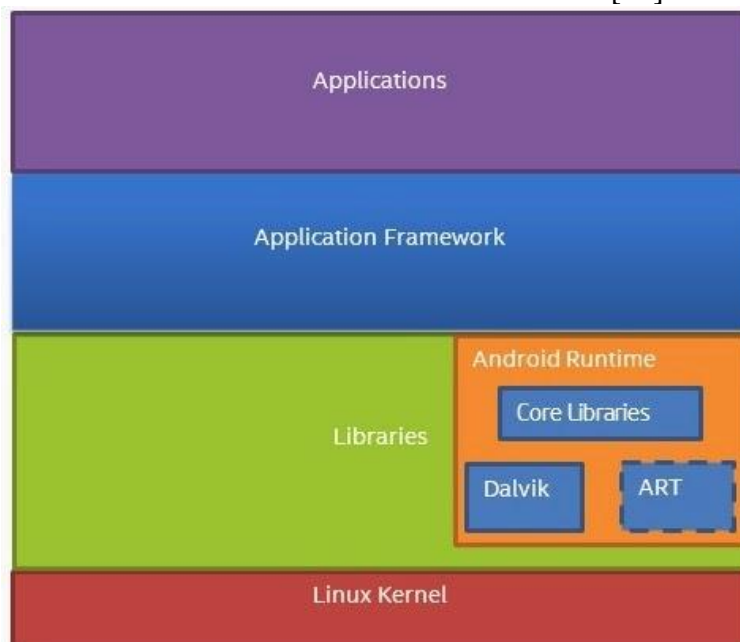 Applications
Application Framework
Android Runtime
Core Libraries
Libraries
Dalvik
ART
Linux Kernel